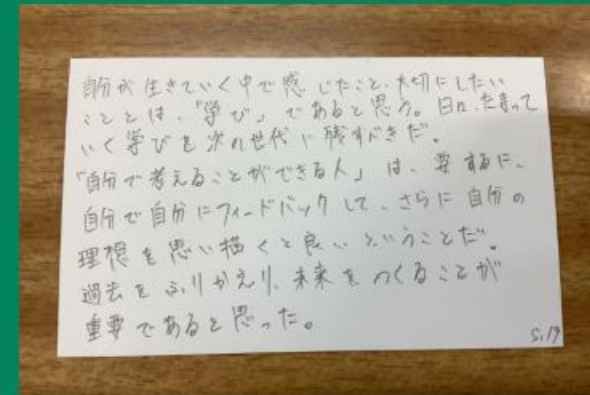 自分が生きていく中で感じたこと、大切にしたい
こととは、「学び」であると思う。日々、たまって
いく学びを次の世代に残すべきだ。
「自分で考えることができる人」は、要するに、
自分で自分にフィードバックして、さらに自分の
理想を思い描くと良いということだ。
過去をふりかえり、未来をつくることが
重要であると思った。
5.19